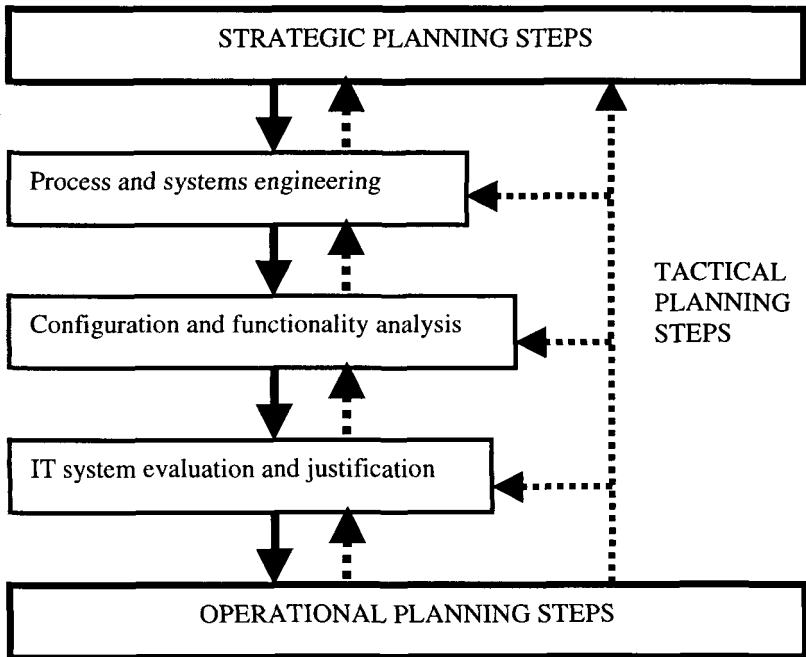 STRATEGIC PLANNING STEPS
Process and systems engineering
Configuration and functionality analysis
TACTICAL
PLANNING
STEPS
IT system evaluation and justification
OPERATIONAL PLANNING STEPS